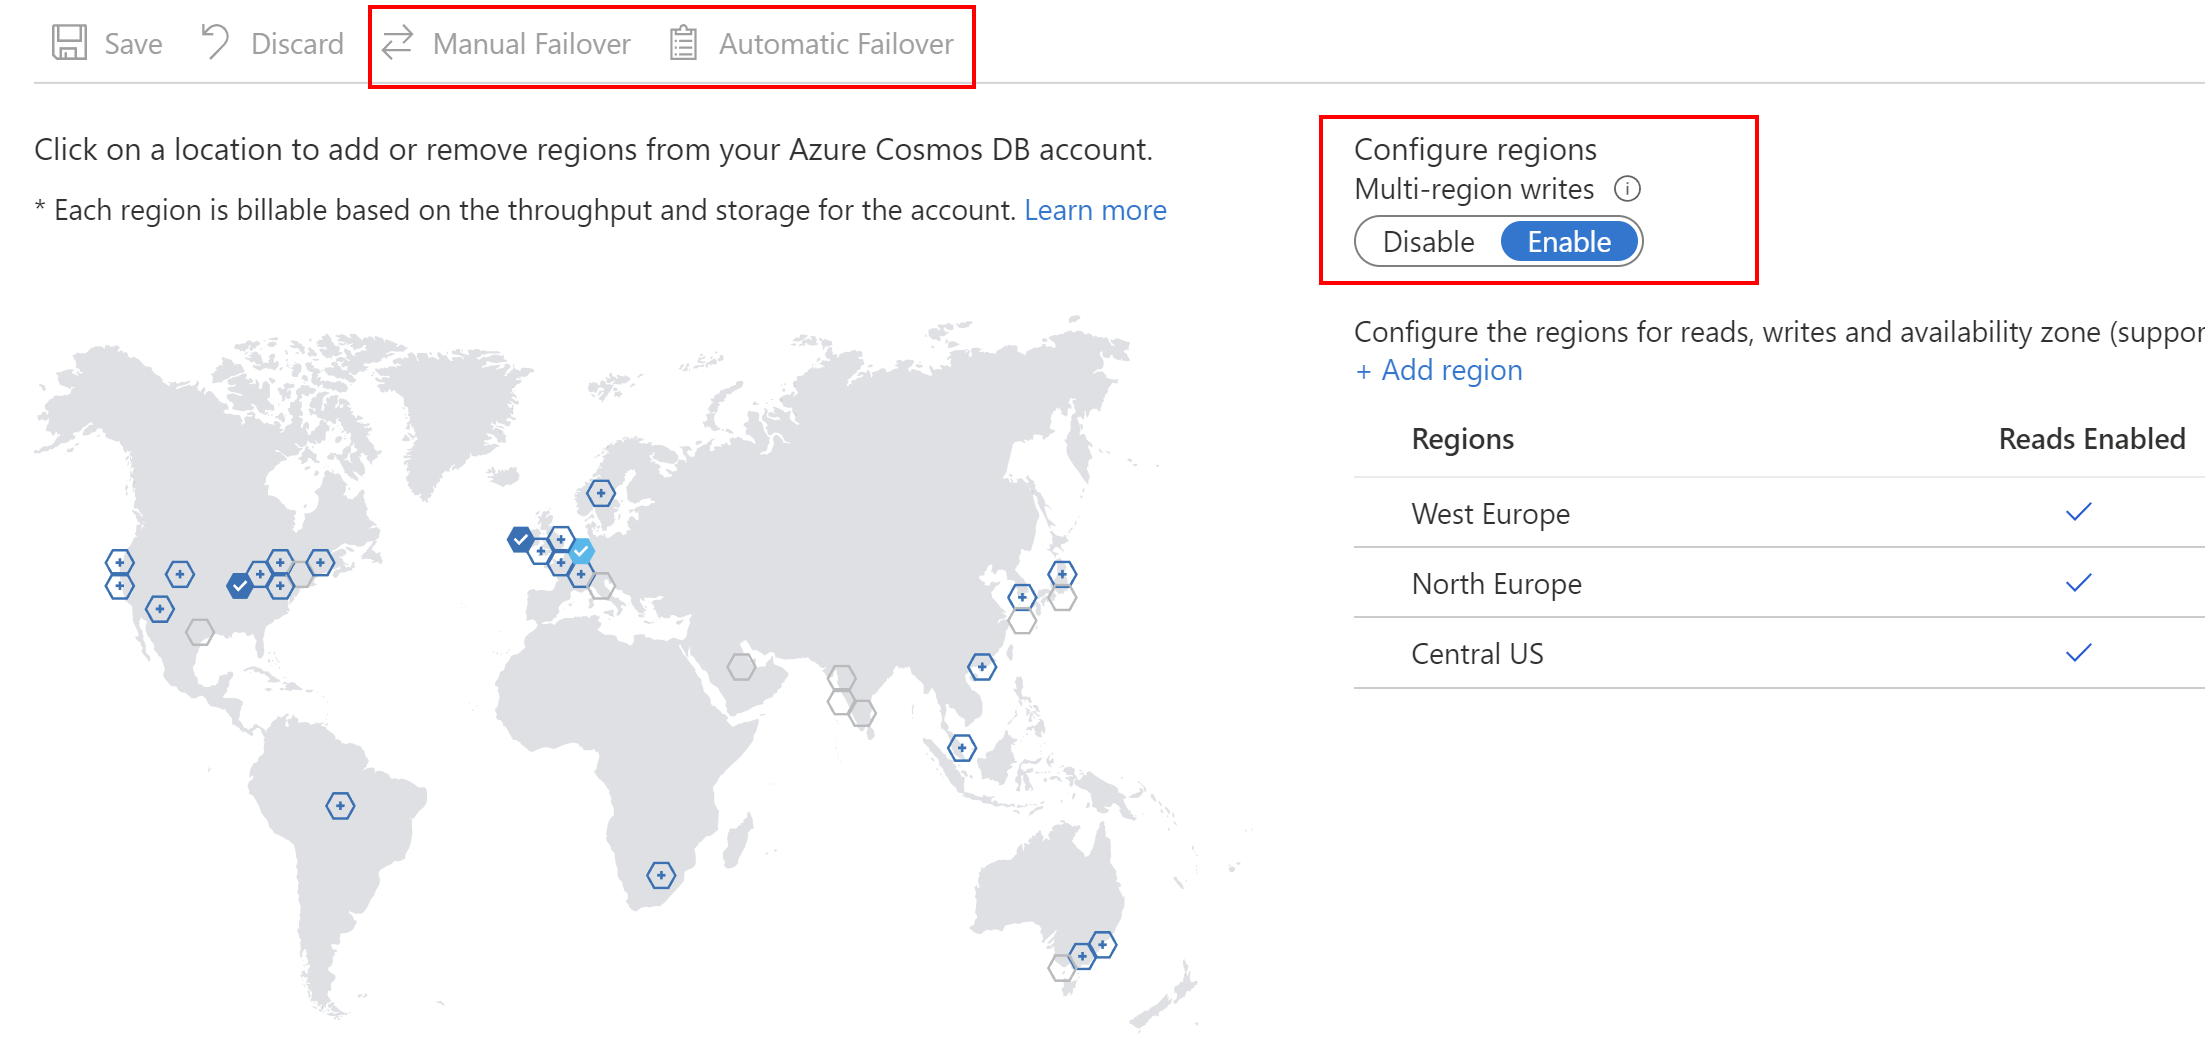 Save Discard Manual Failover Automatic Failover
Click on a location to add or remove regions from your Azure Cosmos DB account.
* Each region is billable based on the throughput and storage for the account. Learn more
Configure regions
Multi-region writes
Disable Enable
Configure the regions for reads, writes and availability zone (suppor
+ Add region
Regions Reads Enabled
West Europe
North Europe
Central US